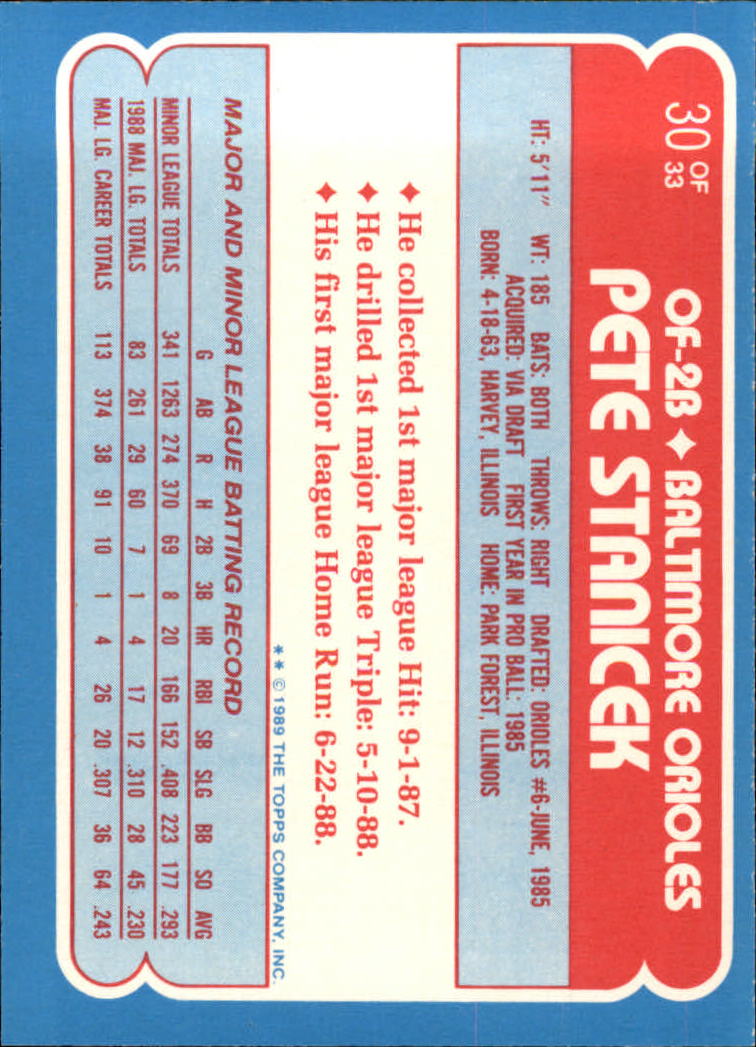 30 OF 33
OF-2B ♦ BALTIMORE ORIOLES
PETE STANICEK
HT: 5'11" WT: 185 BATS: BOTH THROWS: RIGHT DRAFTED: ORIOLES #6-JUNE, 1985
ACQUIRED: VIA DRAFT FIRST YEAR IN PRO BALL: 1985
BORN: 4-18-63, HARVEY, ILLINOIS HOME: PARK FOREST, ILLINOIS
♦ He collected 1st major league Hit: 9-1-87.
♦ He drilled 1st major league Triple: 5-10-88.
♦ His first major league Home Run: 6-22-88.
** © 1989 THE TOPPS COMPANY, INC.
MAJOR AND MINOR LEAGUE BATTING RECORD
G AB R H 2B 3B HR RBI SB SLG BB SO AVG
MINOR LEAGUE TOTALS 341 1263 274 370 69 8 20 166 152 .408 223 177 .293
1988 MAJ. LG. TOTALS 83 261 29 60 7 1 4 17 12 .310 28 45 .230
MAJ. LG. CAREER TOTALS 113 374 38 91 10 1 4 26 20 .307 36 64 .243